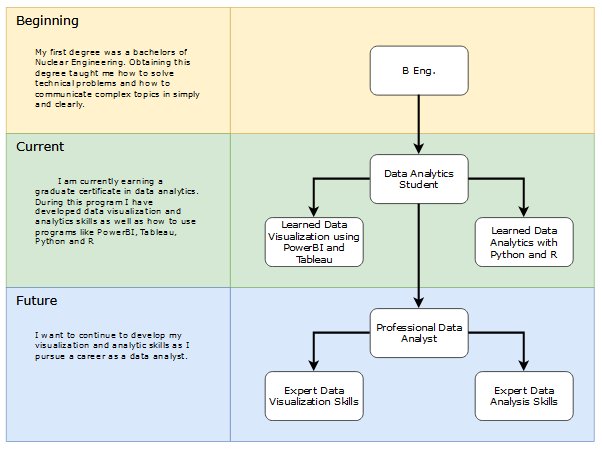 Beginning
My first degree was a bachelors of
Nuclear Engineering. Obtaining this
degree taught me how to solve
technical problems and how to
communicate complex topics in simply
and clearly.
B Eng.
Current
I am currently earning a
graduate certificate in data analytics.
During this program I have
developed data visualization and
analytics skills as well as how to use
programs like PowerBI, Tableau,
Python and R
Data Analytics
Student
Learned Data
Visualization using
PowerBI and
Tableau
Learned Data
Analytics with
Python and R
Future
I want to continue to develop my
visualization and analytic skills as I
pursue a career as a data analyst.
Professional Data
Analyst
Expert Data
Visualization Skills
Expert Data
Analysis Skills